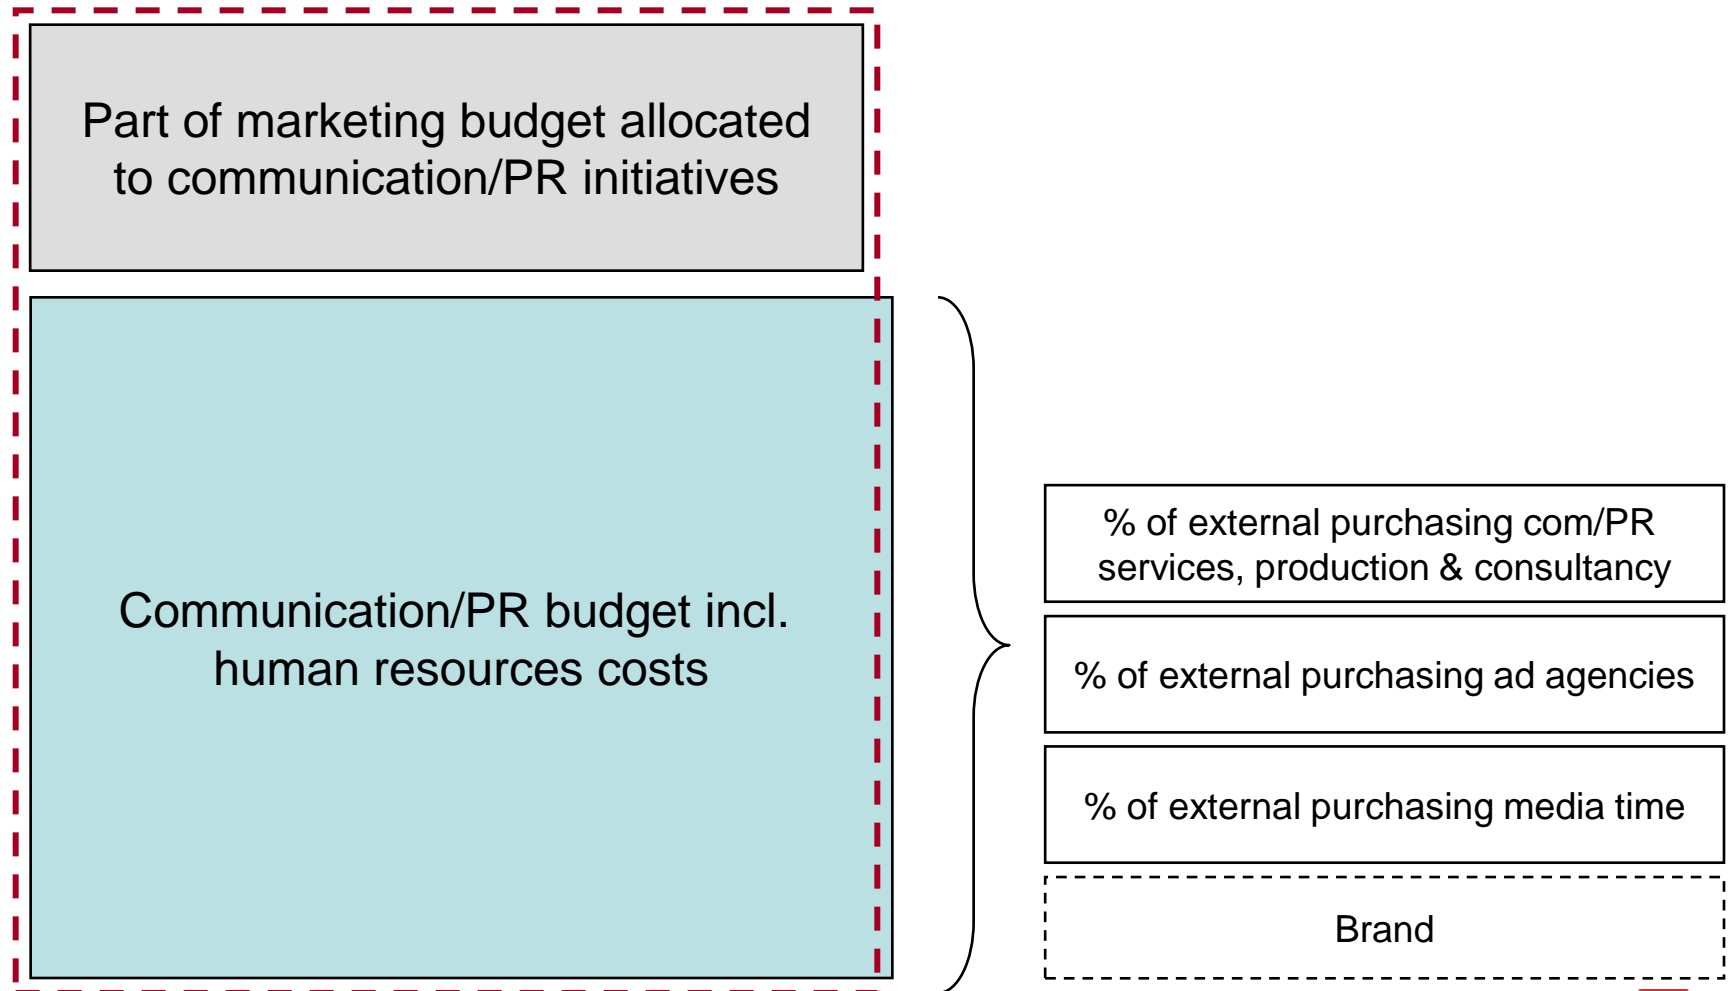 Part of marketing budget allocated
to communication/PR initiatives
Communication/PR budget incl.
human resources costs
% of external purchasing com/PR
services, production & consultancy
% of external purchasing ad agencies
% of external purchasing media time
Brand